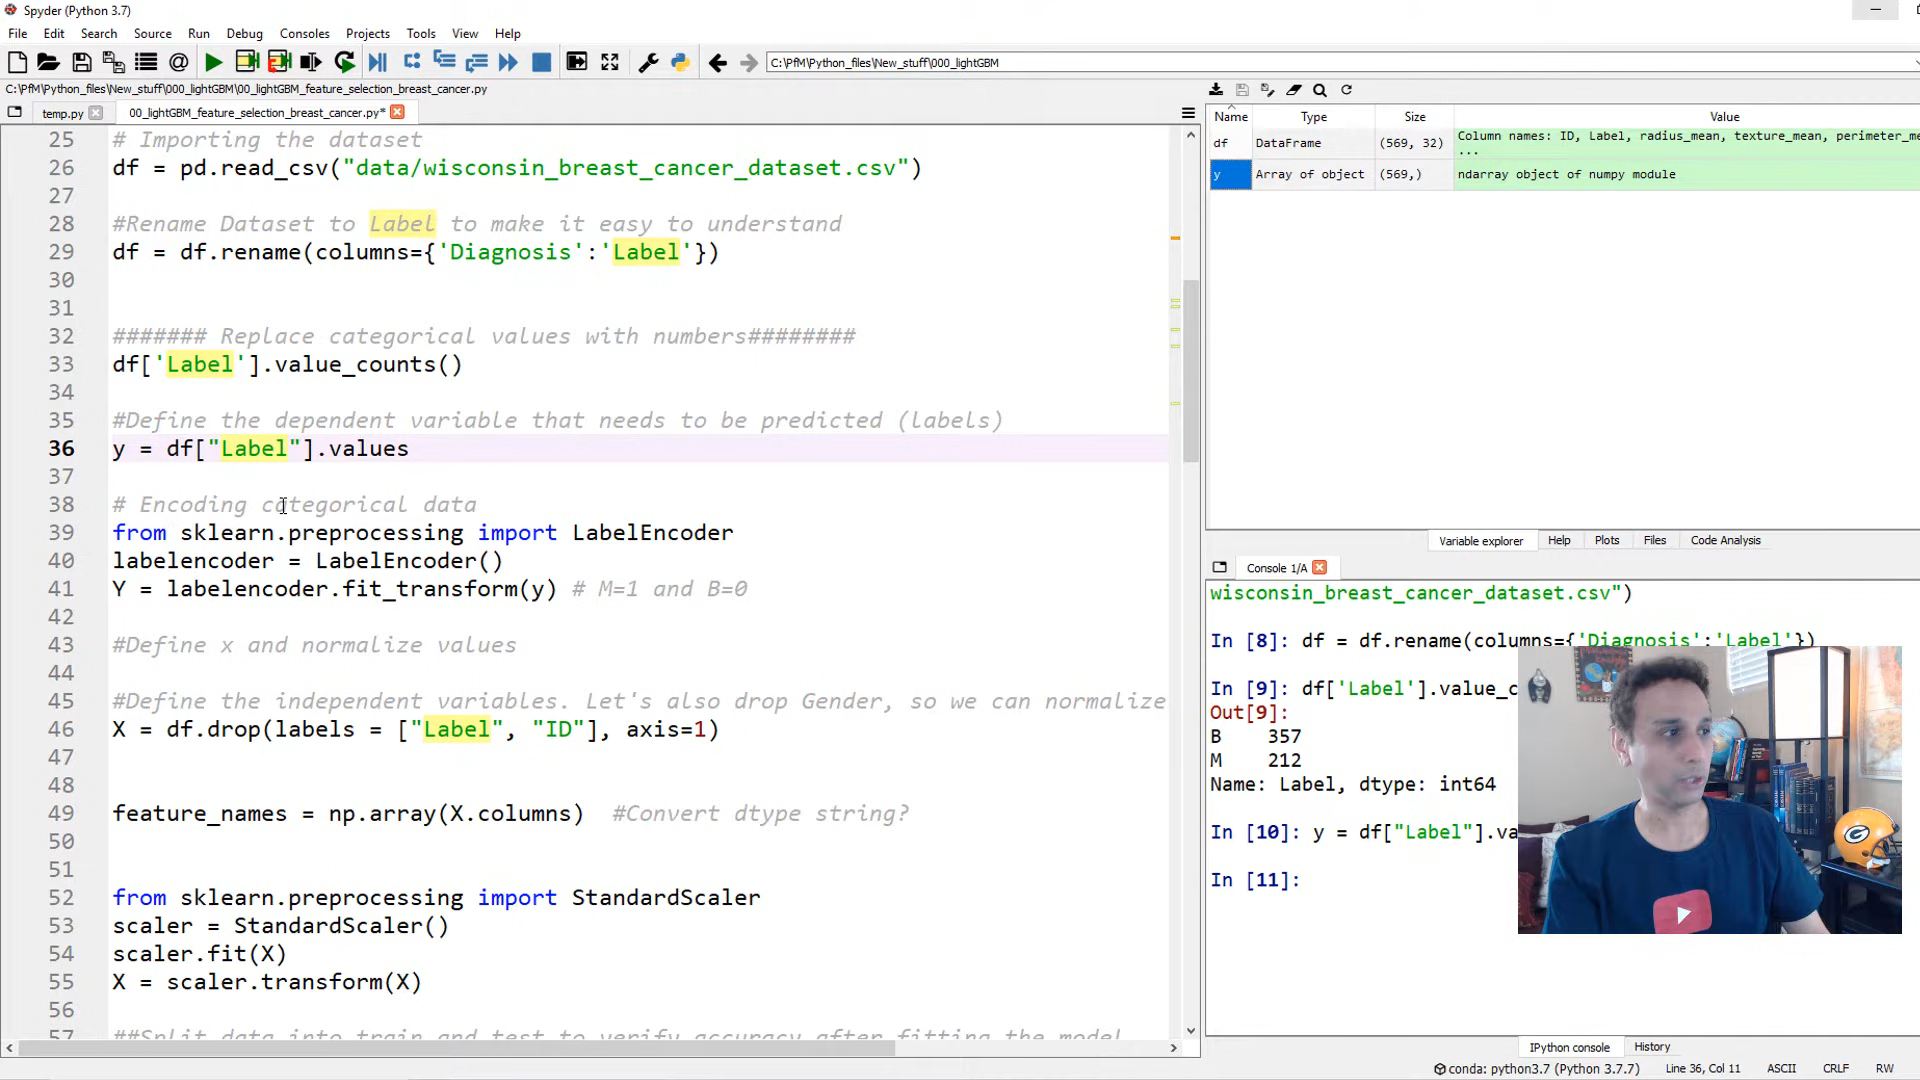 Spyder (Python 3.7)
File Edit Search Source Run Debug Consoles Projects Tools View Help
C:\PfM\Python_files\New_stuff\000_lightGBM
C:\PfM\Python_files\New_stuff\000_lightGBM\00_lightGBM_feature_selection_breast_cancer.py
temp.py 00_lightGBM_feature_selection_breast_cancer.py*
25 # Importing the dataset
26 df = pd.read_csv("data/wisconsin_breast_cancer_dataset.csv")
27
28 #Rename Dataset to Label to make it easy to understand
29 df = df.rename(columns={'Diagnosis':'Label'})
30
31
32 ####### Replace categorical values with numbers########
33 df['Label'].value_counts()
34
35 #Define the dependent variable that needs to be predicted (labels)
36 y = df["Label"].values
37
38 # Encoding categorical data
39 from sklearn.preprocessing import LabelEncoder
40 labelencoder = LabelEncoder()
41 Y = labelencoder.fit_transform(y) # M=1 and B=0
42
43 #Define x and normalize values
44
45 #Define the independent variables. Let's also drop Gender, so we can normalize
46 X = df.drop(labels = ["Label", "ID"], axis=1)
47
48
49 feature_names = np.array(X.columns)  #Convert dtype string?
50
51
52 from sklearn.preprocessing import StandardScaler
53 scaler = StandardScaler()
54 scaler.fit(X)
55 X = scaler.transform(X)
56
57 ##Split data into train and test to verify accuracy after fitting the model
Name Type Size Value
df DataFrame (569, 32) Column names: ID, Label, radius_mean, texture_mean, perimeter_me
...
y Array of object (569,) ndarray object of numpy module
Variable explorer Help Plots Files Code Analysis
Console 1/A
wisconsin_breast_cancer_dataset.csv")
In [8]: df = df.rename(columns={'Diagnosis':'Label'})
In [9]: df['Label'].value_c
Out[9]:
B 357
M 212
Name: Label, dtype: int64
In [10]: y = df["Label"].va
In [11]:
IPython console History
conda: python3.7 (Python 3.7.7) Line 36, Col 11 ASCII CRLF RW